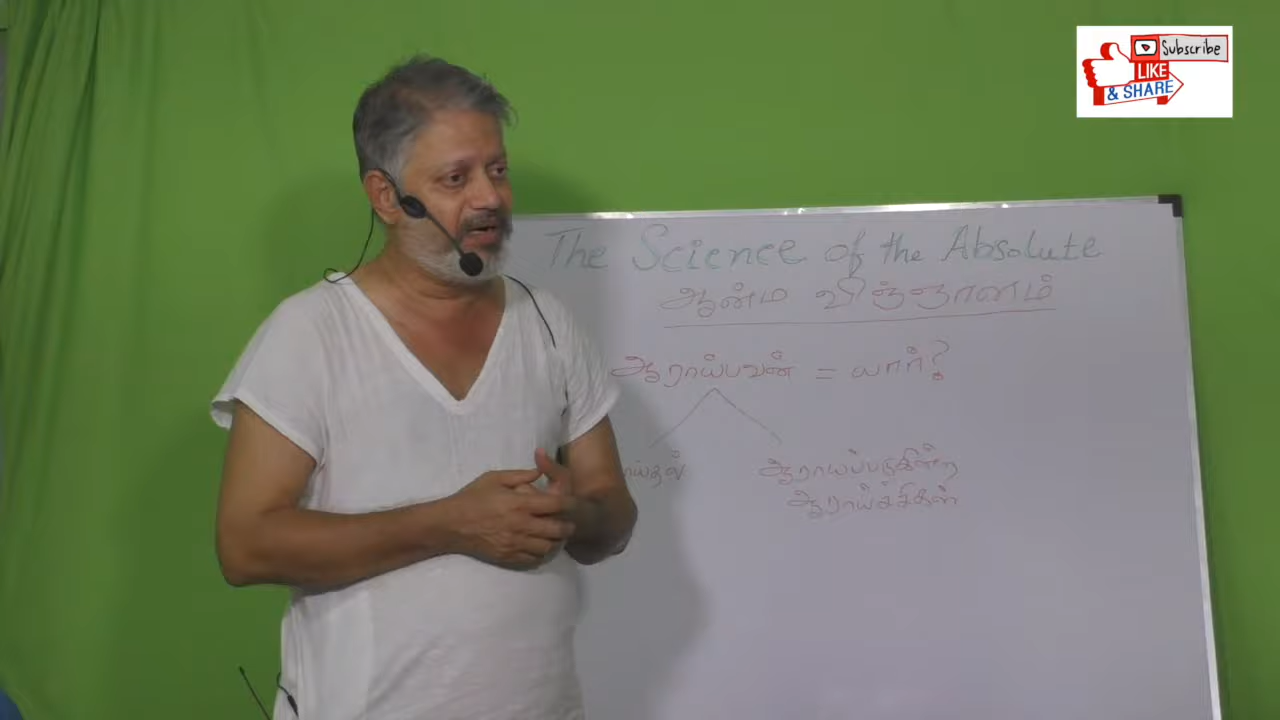 Subscribe
LIKE
& SHARE
The Science of the Absolute
ஆன்ம விஞ்ஞானம்
ஆராய்பவன் = யார்?
ஆராயப்படுகின்ற
ஆராய்ச்சிகள்